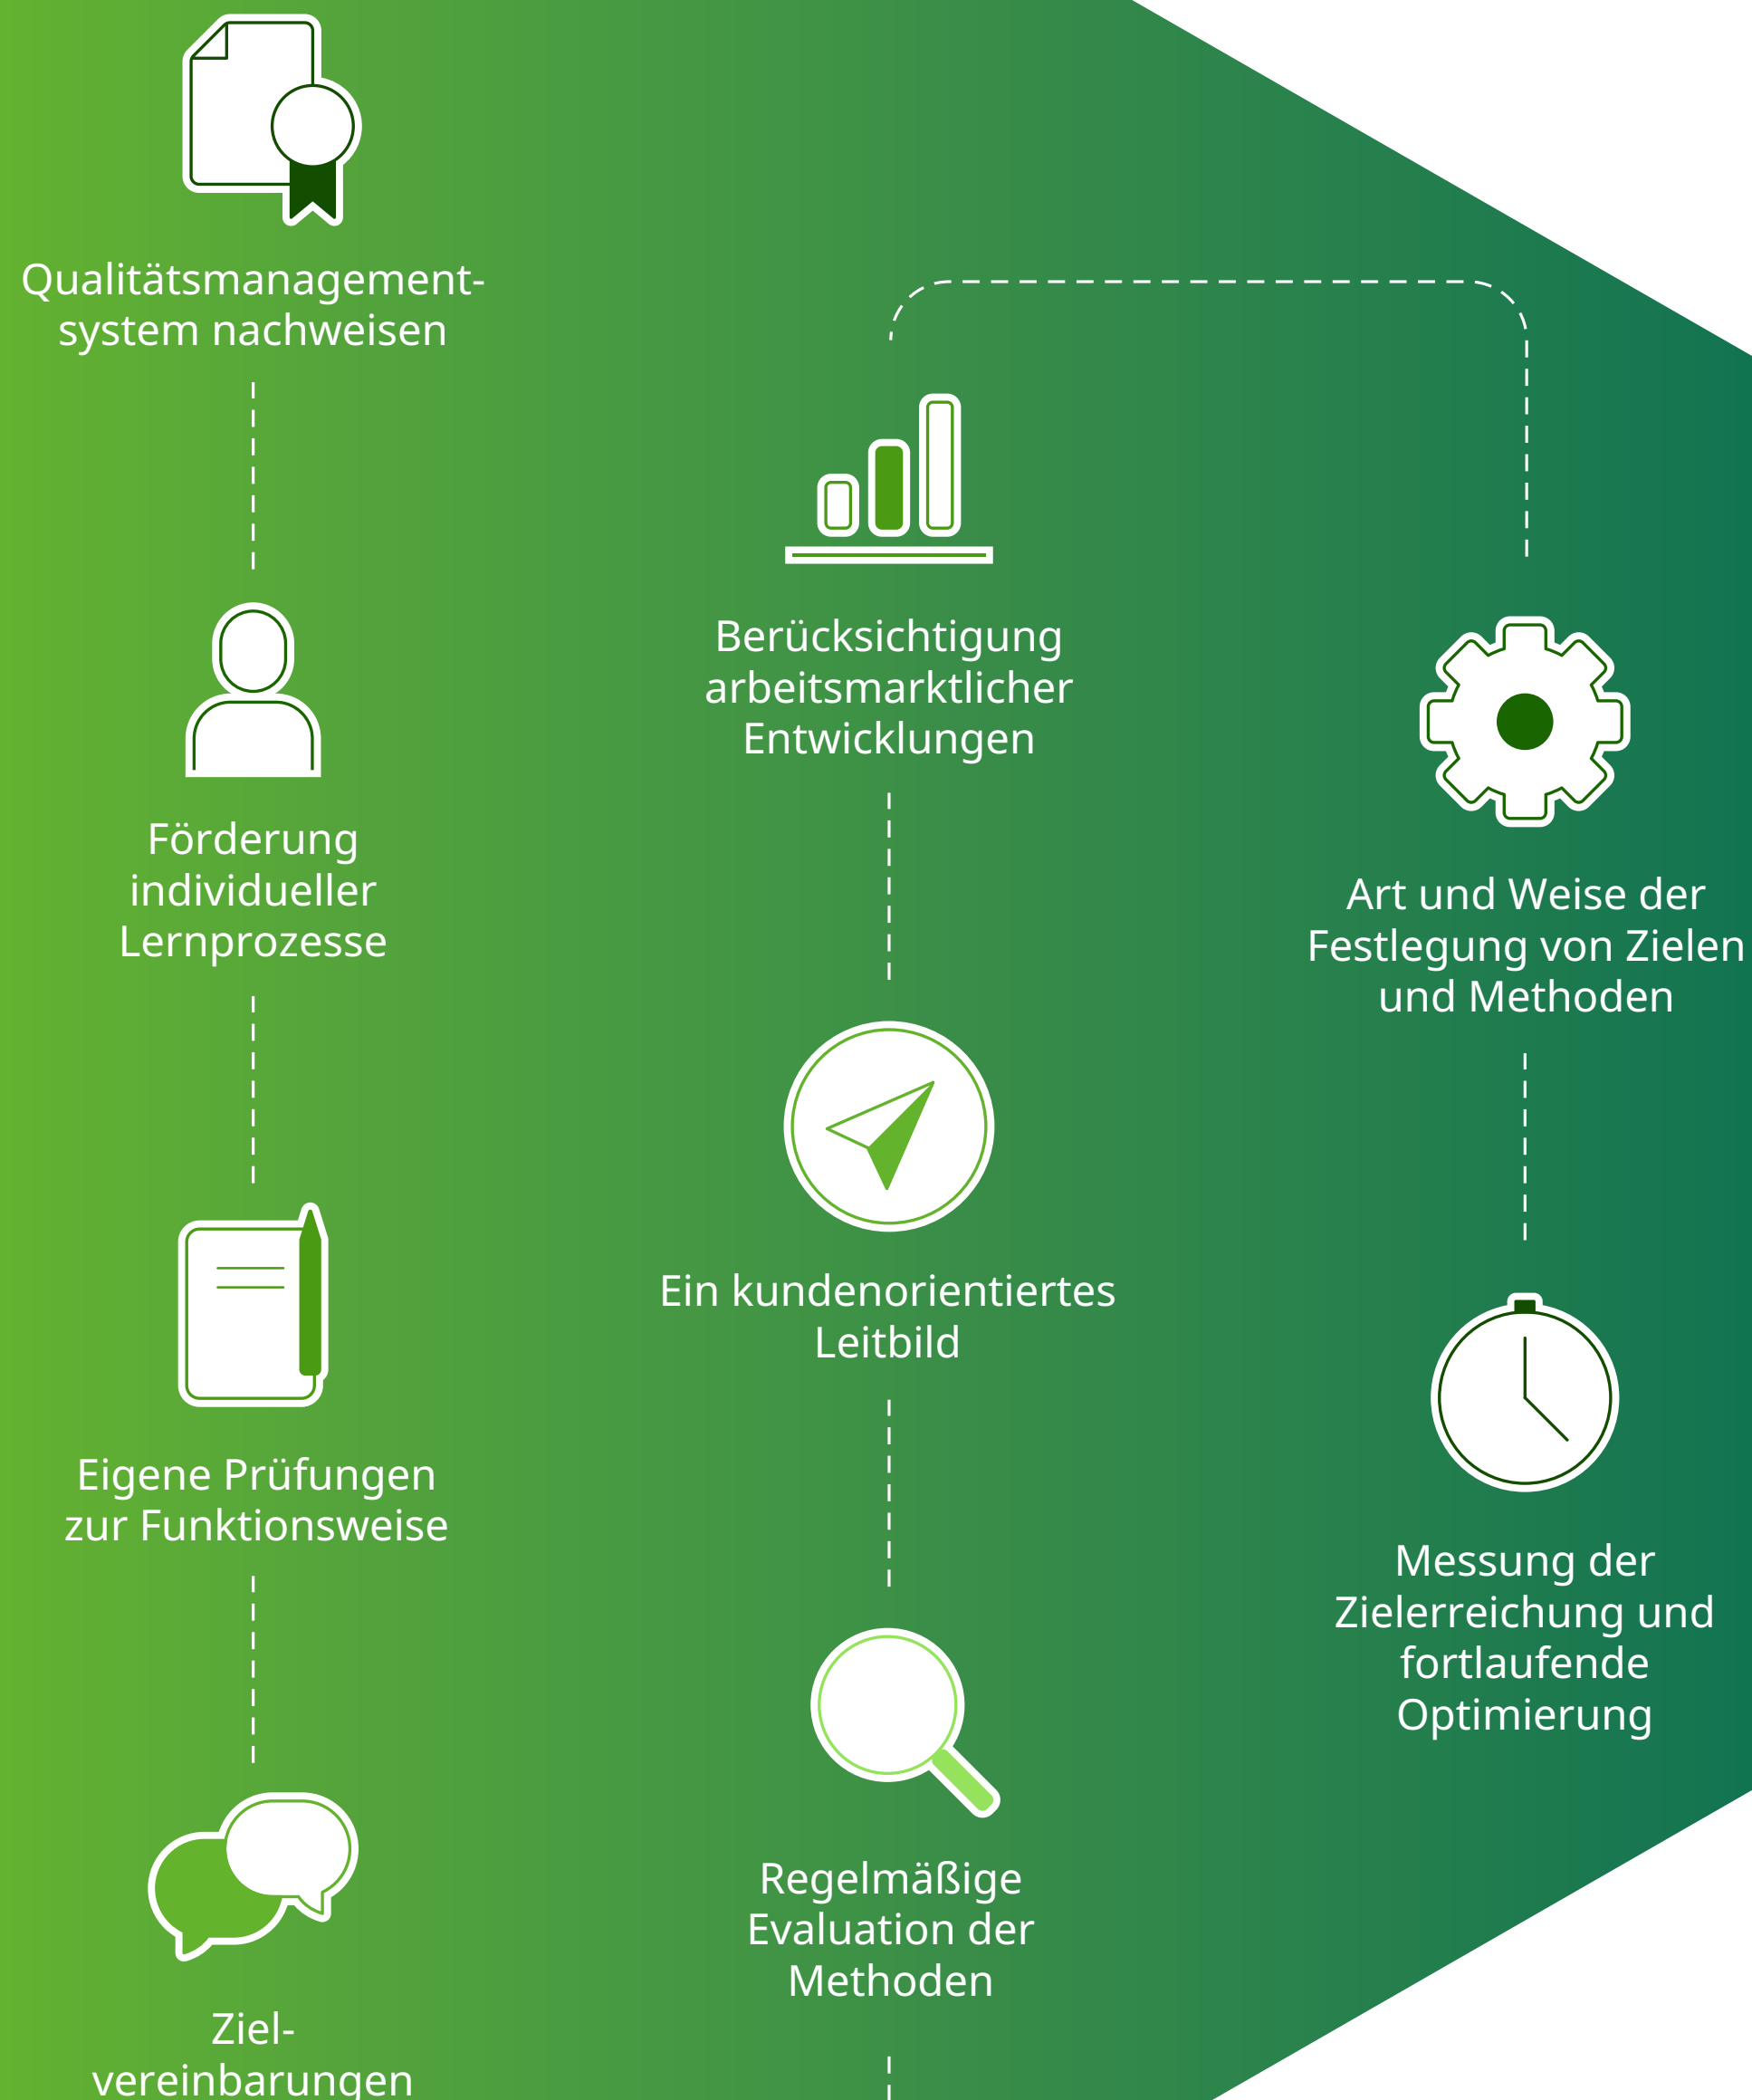 Qualitätsmanagement-
system nachweisen
Förderung
individueller
Lernprozesse
Eigene Prüfungen
zur Funktionsweise
Ziel-
vereinbarungen
Berücksichtigung
arbeitsmarktlicher
Entwicklungen
Ein kundenorientiertes
Leitbild
Regelmäßige
Evaluation der
Methoden
Art und Weise der
Festlegung von Zielen
und Methoden
Messung der
Zielerreichung und
fortlaufende
Optimierung